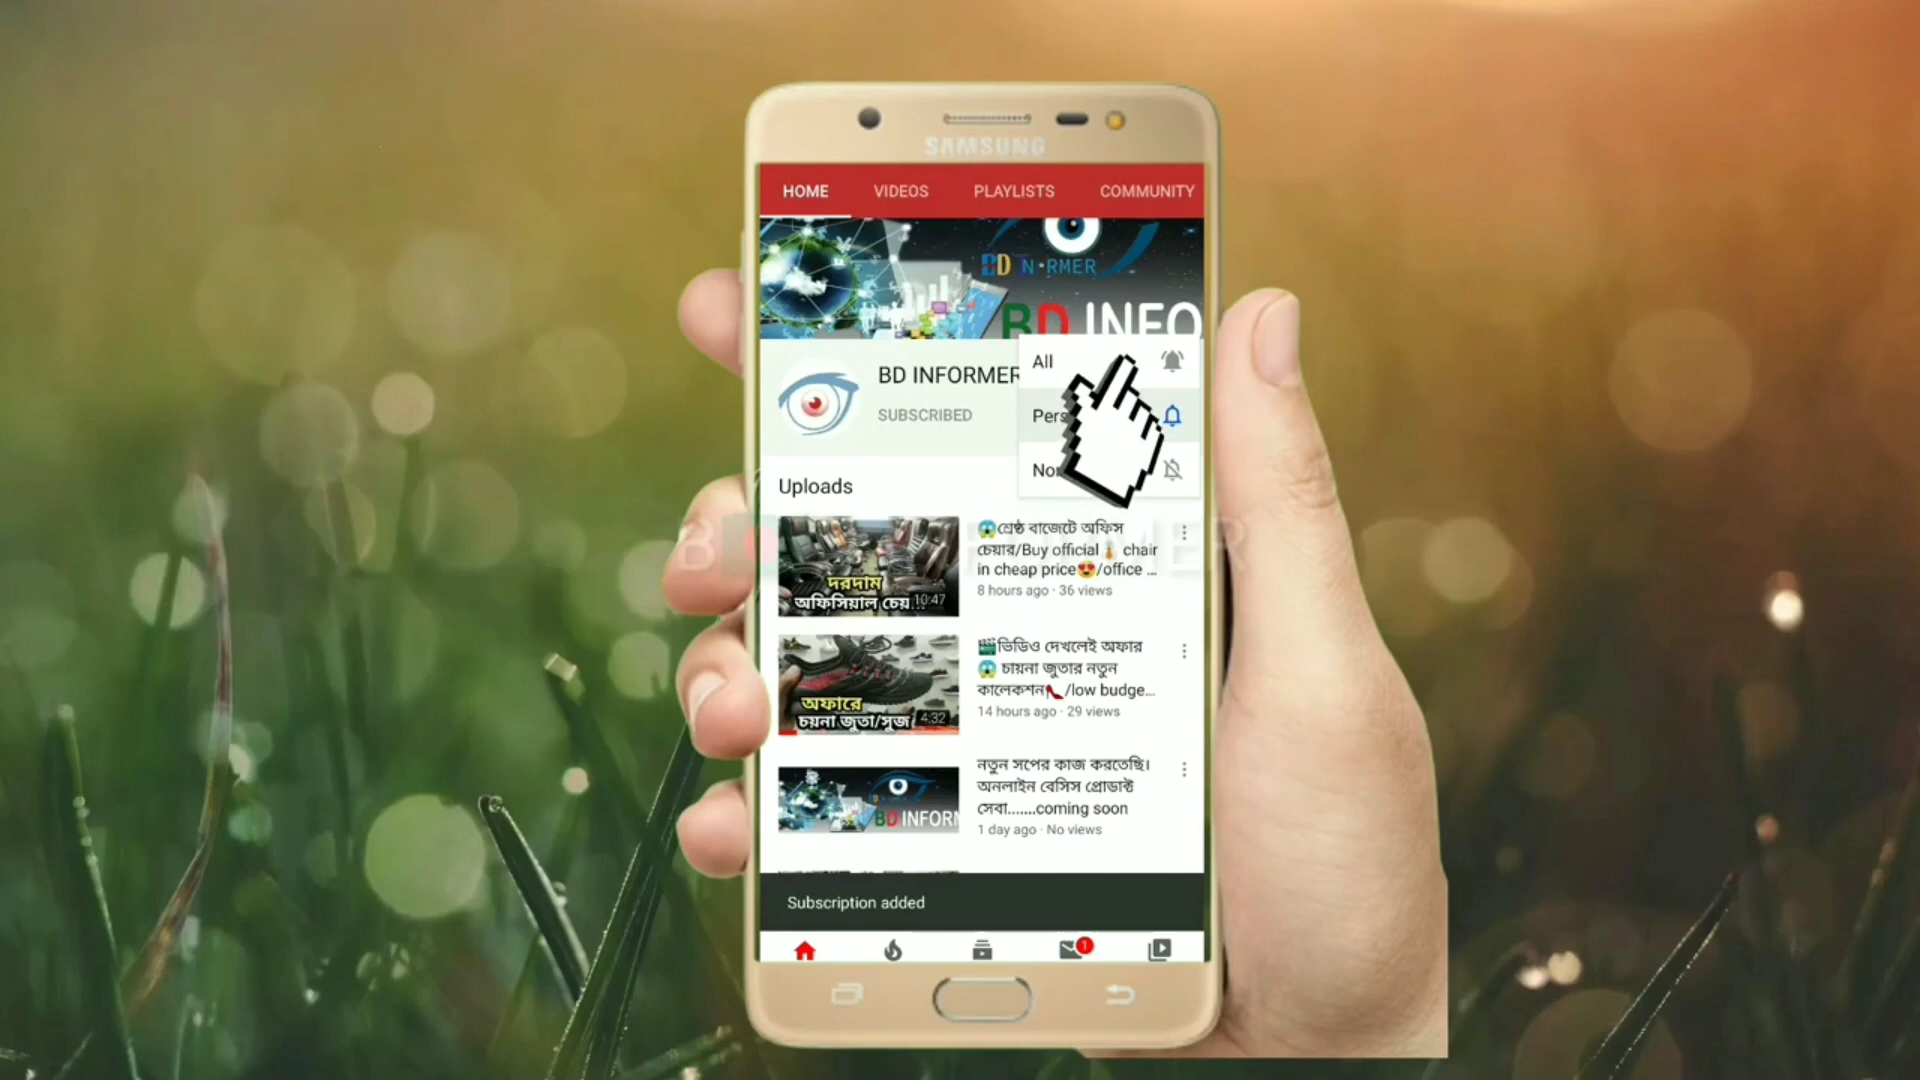 SAMSUNG
HOME VIDEOS PLAYLISTS COMMUNITY
BD IN•RMER
BD INFO
BD INFORMER
SUBSCRIBED
All
Uploads
😱শ্রেষ্ঠ বাজেটে অফিস
চেয়ার/Buy official👔 chair
in cheap price😍/office ...
8 hours ago · 36 views
দরদাম
অফিসিয়াল চেয়...
10:47
🎬ভিডিও দেখলেই অফার
😱 চায়না জুতার নতুন
কালেকশন👠/low budge...
14 hours ago · 29 views
অফারে
চয়না জুতা/সুজ
4:32
নতুন সপের কাজ করতেছি।
অনলাইন বেসিস প্রোডাক্ট
সেবা.......coming soon
1 day ago · No views
BD INFORM
Subscription added
1